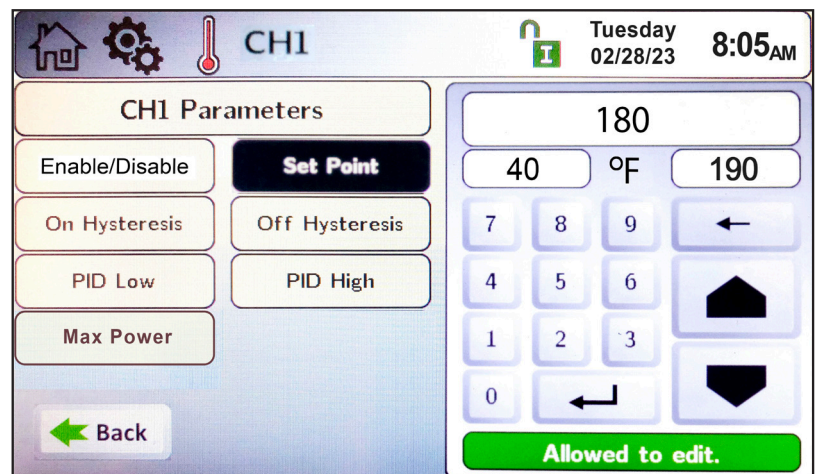 CH1
Tuesday
02/28/23
8:05AM
CH1 Parameters
Enable/Disable
Set Point
On Hysteresis
Off Hysteresis
PID Low
PID High
Max Power
Back
180
40 °F 190
7 8 9
4 5 6
1 2 3
0
Allowed to edit.